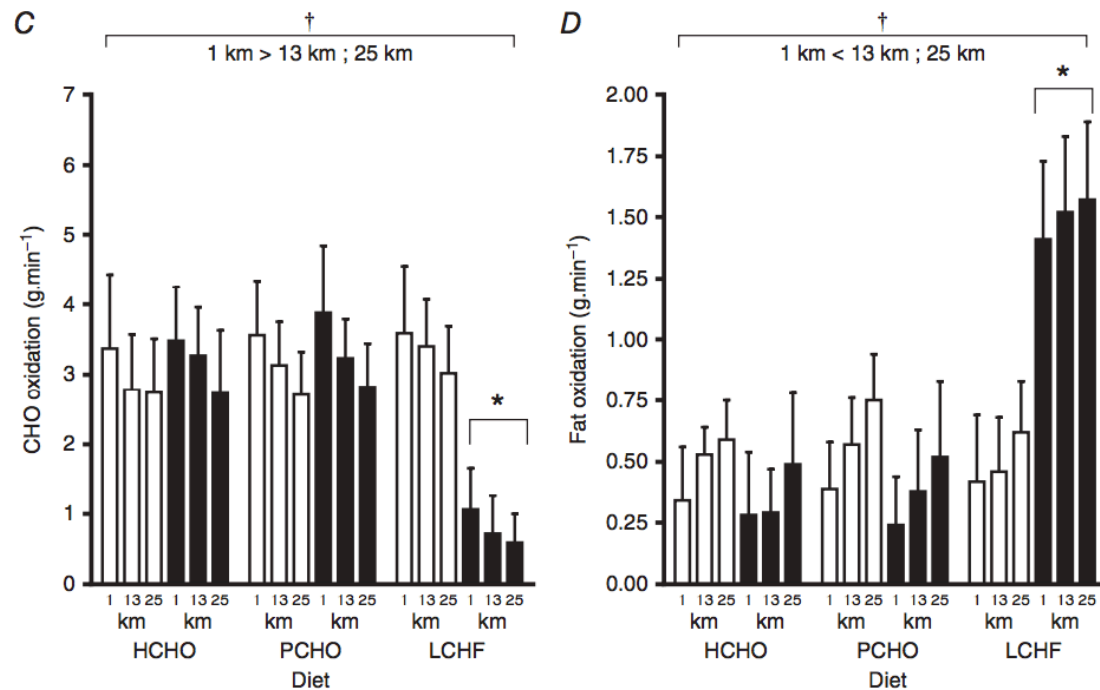 C
†
1 km > 13 km ; 25 km
CHO oxidation (g.min⁻¹)
7
6
5
4
3
2
1
0
*
1 13 25 1 13 25 1 13 25 1 13 25 1 13 25 1 13 25
km km km km km km
HCHO PCHO LCHF
Diet
D
†
1 km < 13 km ; 25 km
Fat oxidation (g.min⁻¹)
2.00
1.75
1.50
1.25
1.00
0.75
0.50
0.25
0.00
*
1 13 25 1 13 25 1 13 25 1 13 25 1 13 25 1 13 25
km km km km km km
HCHO PCHO LCHF
Diet